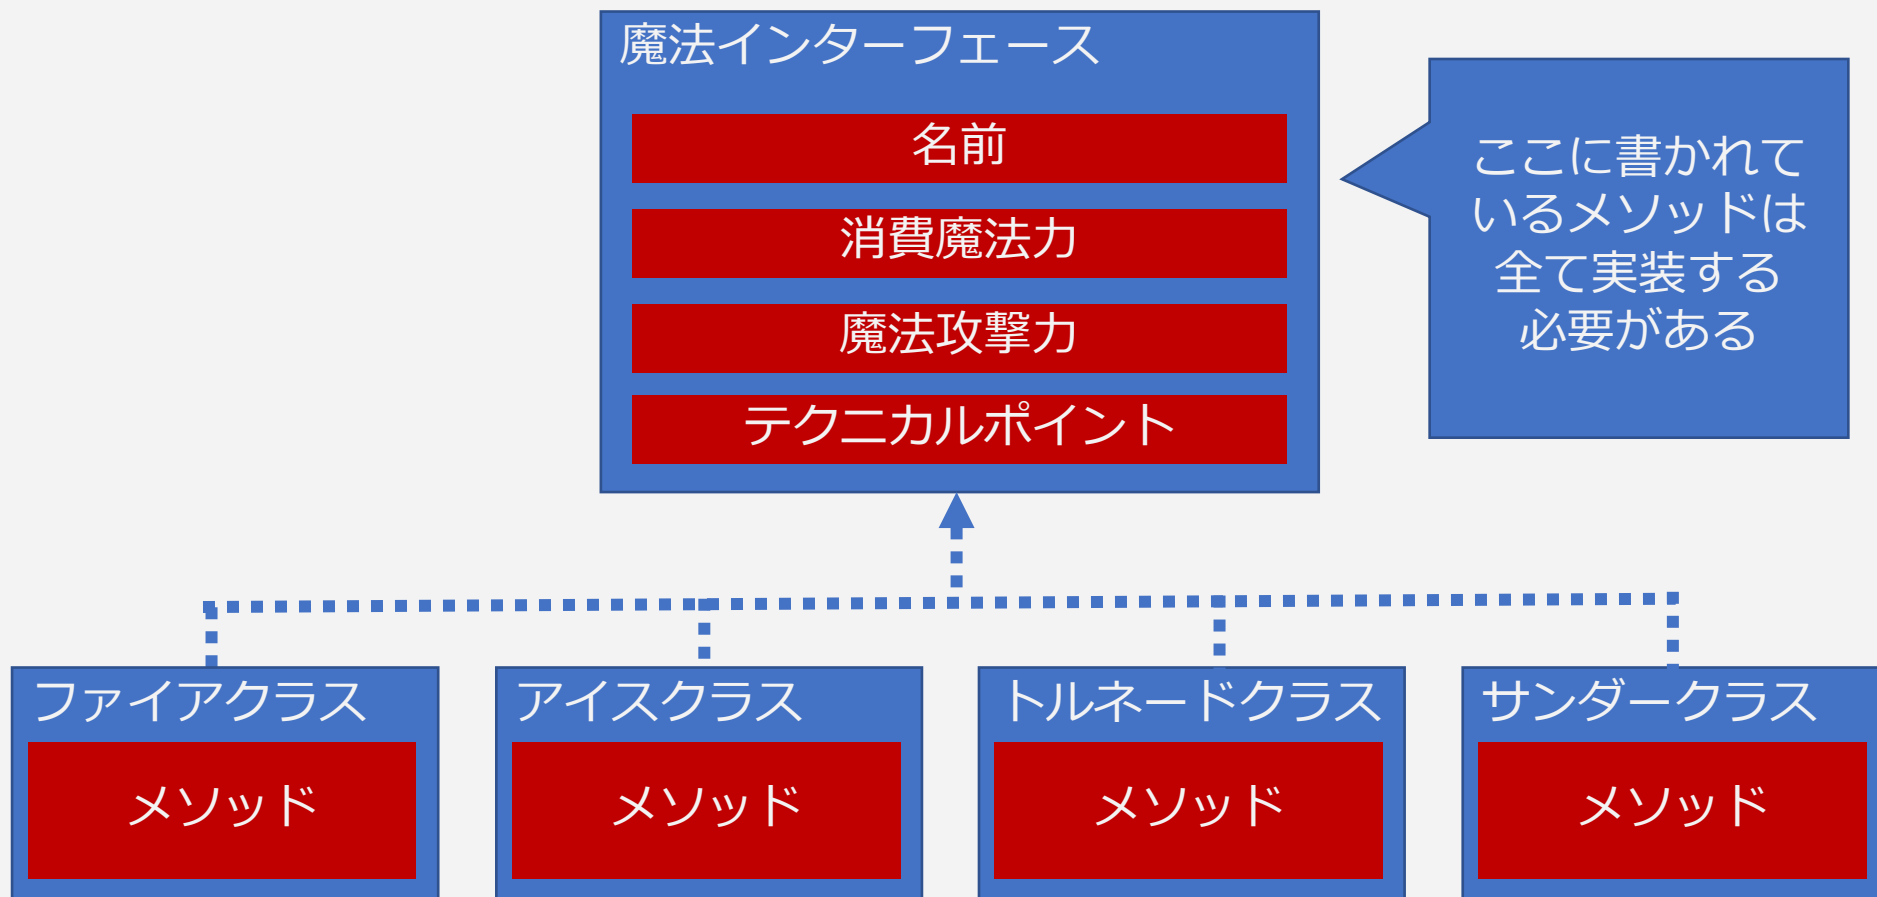 魔法インターフェース
名前
消費魔法力
魔法攻撃力
テクニカルポイント
ここに書かれて
いるメソッドは
全て実装する
必要がある
ファイアクラス
メソッド
アイスクラス
メソッド
トルネードクラス
メソッド
サンダークラス
メソッド